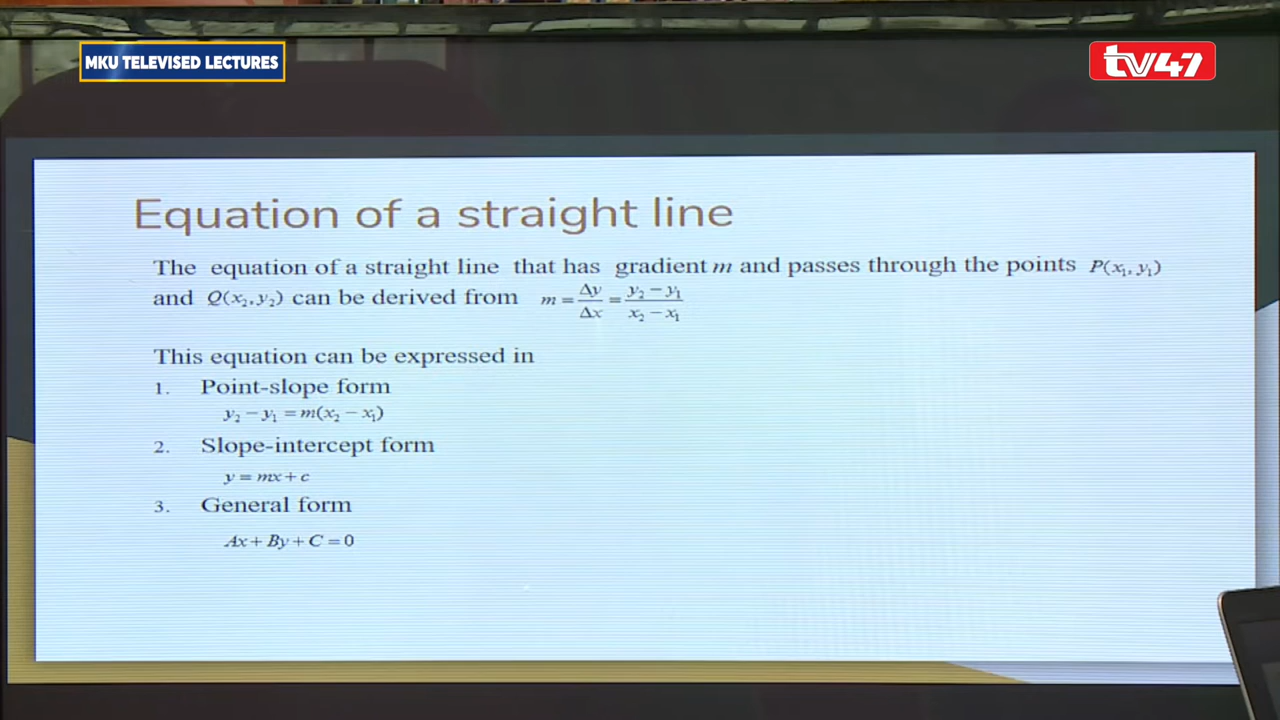 MKU TELEVISED LECTURES
tv47
Equation of a straight line
The equation of a straight line that has gradient m and passes through the points P(x₁, y₁)
and Q(x₂, y₂) can be derived from m = Δy/Δx = (y₂ − y₁)/(x₂ − x₁)
This equation can be expressed in
1. Point-slope form
y₂ − y₁ = m(x₂ − x₁)
2. Slope-intercept form
y = mx + c
3. General form
Ax + By + C = 0